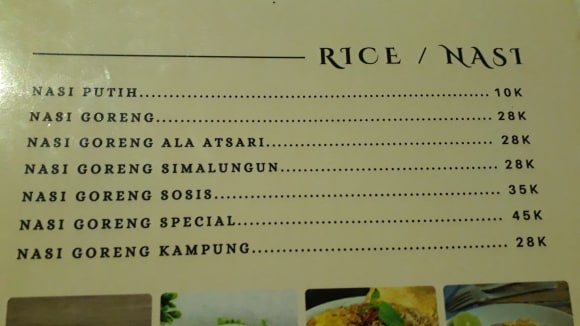 RICE / NASI
NASI PUTIH................................................ 10K
NASI GORENG............................................... 28K
NASI GORENG ALA ATSARI................................ 28K
NASI GORENG SIMALUNGUN............................... 28K
NASI GORENG SOSIS........................................ 35K
NASI GORENG SPECIAL..................................... 45K
NASI GORENG KAMPUNG................................... 28K